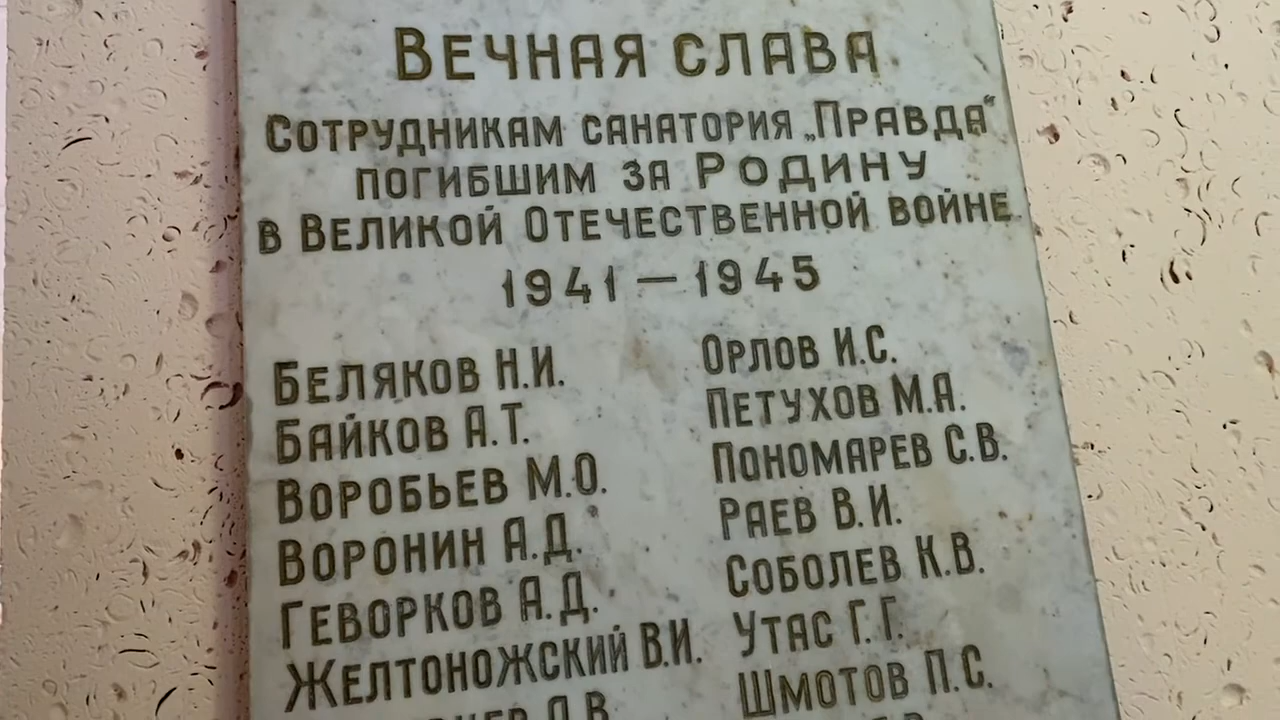 Вечная слава
Сотрудникам санатория „Правда“
погибшим за Родину
в Великой Отечественной войне
1941 — 1945
Беляков Н.И.
Байков А.Т.
Воробьев М.О.
Воронин А.Д.
Геворков А.Д.
Желтоножский В.И.
Орлов И.С.
Петухов М.А.
Пономарев С.В.
Раев В.И.
Соболев К.В.
Утас Г.Г.
Шмотов П.С.